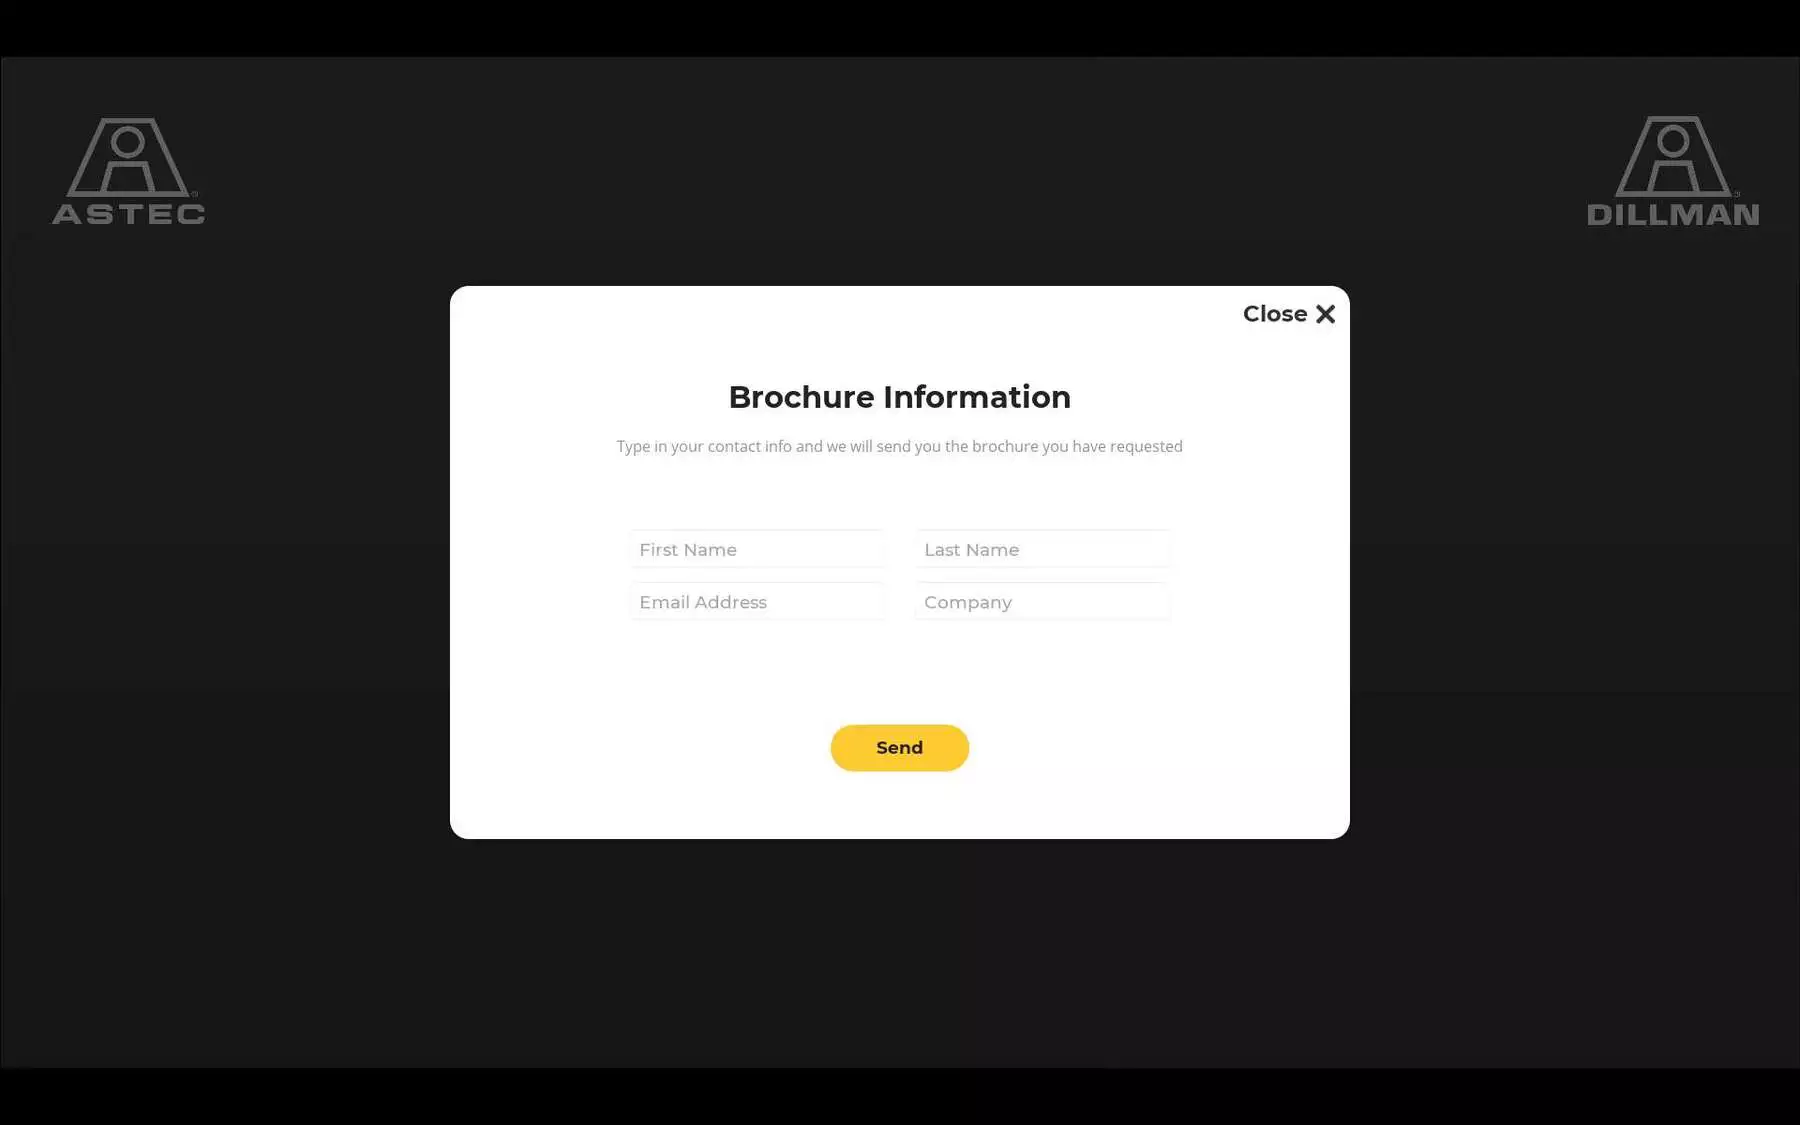 ASTEC
DILLMAN
Close
Brochure Information
Type in your contact info and we will send you the brochure you have requested
First Name
Last Name
Email Address
Company
Send